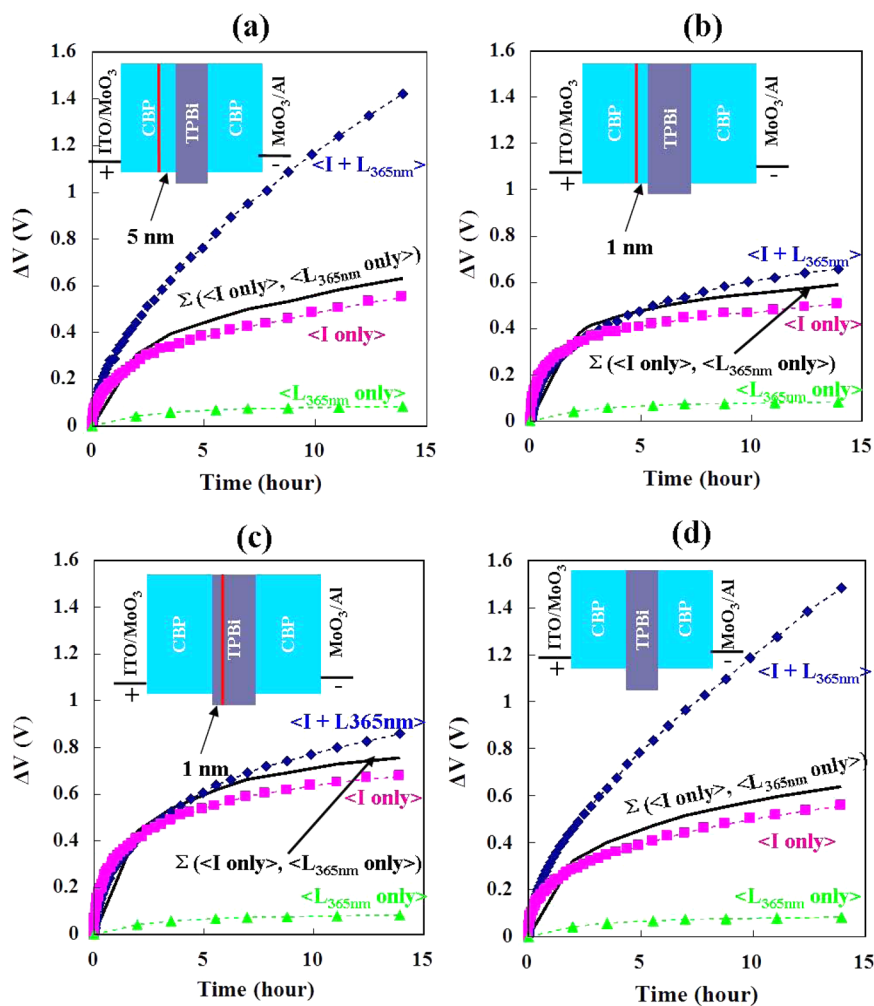 (a)
1.6
1.4
1.2
1
0.8
0.6
0.4
0.2
0
0
5
10
15
ΔV (V)
Time (hour)
ITO/MoO3
+
CBP
TPBi
CBP
MoO3/Al
-
5 nm
<I + L365nm>
Σ (<I only>, <L365nm only>)
<I only>
<L365nm only>
(b)
1.6
1.4
1.2
1
0.8
0.6
0.4
0.2
0
0
5
10
15
ΔV (V)
Time (hour)
ITO/MoO3
+
CBP
TPBi
CBP
MoO3/Al
-
1 nm
<I + L365nm>
<I only>
Σ (<I only>, <L365nm only>)
<L365nm only>
(c)
1.6
1.4
1.2
1
0.8
0.6
0.4
0.2
0
0
5
10
15
ΔV (V)
Time (hour)
ITO/MoO3
+
CBP
TPBi
CBP
MoO3/Al
-
1 nm
<I + L365nm>
<I only>
Σ (<I only>, <L365nm only>)
<L365nm only>
(d)
1.6
1.4
1.2
1
0.8
0.6
0.4
0.2
0
0
5
10
15
ΔV (V)
Time (hour)
ITO/MoO3
+
CBP
TPBi
CBP
MoO3/Al
-
<I + L365nm>
Σ (<I only>, <L365nm only>)
<I only>
<L365nm only>